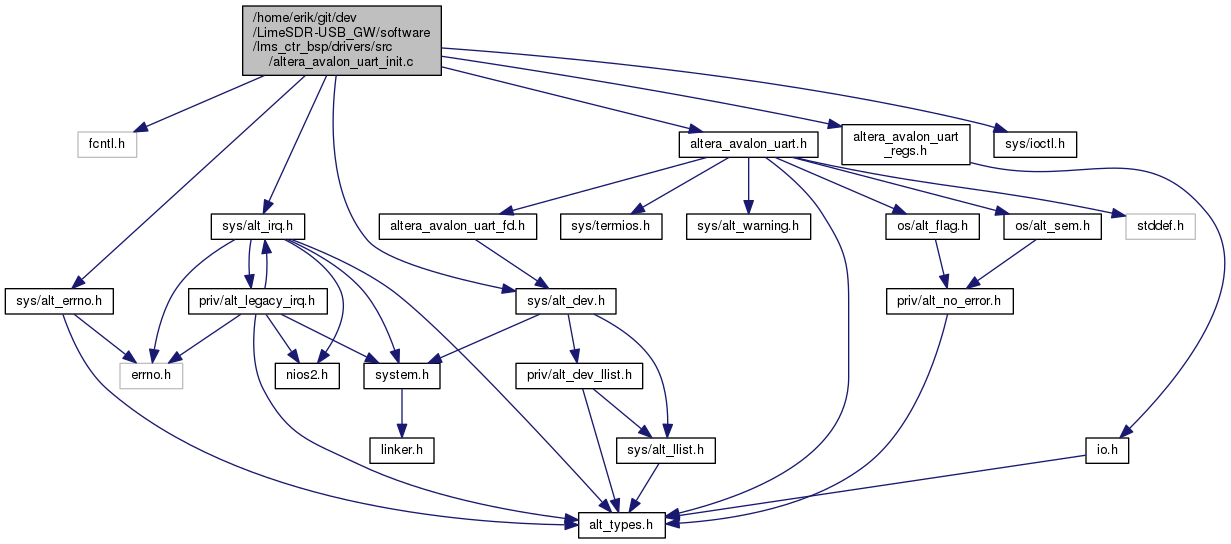 /home/erik/git/dev
/LimeSDR-USB_GW/software
/lms_ctr_bsp/drivers/src
/altera_avalon_uart_init.c
fcntl.h
altera_avalon_uart.h
altera_avalon_uart
_regs.h
sys/ioctl.h
sys/alt_irq.h
altera_avalon_uart_fd.h
sys/termios.h
sys/alt_warning.h
os/alt_flag.h
os/alt_sem.h
stddef.h
sys/alt_errno.h
priv/alt_legacy_irq.h
sys/alt_dev.h
priv/alt_no_error.h
errno.h
nios2.h
system.h
priv/alt_dev_llist.h
linker.h
sys/alt_llist.h
io.h
alt_types.h